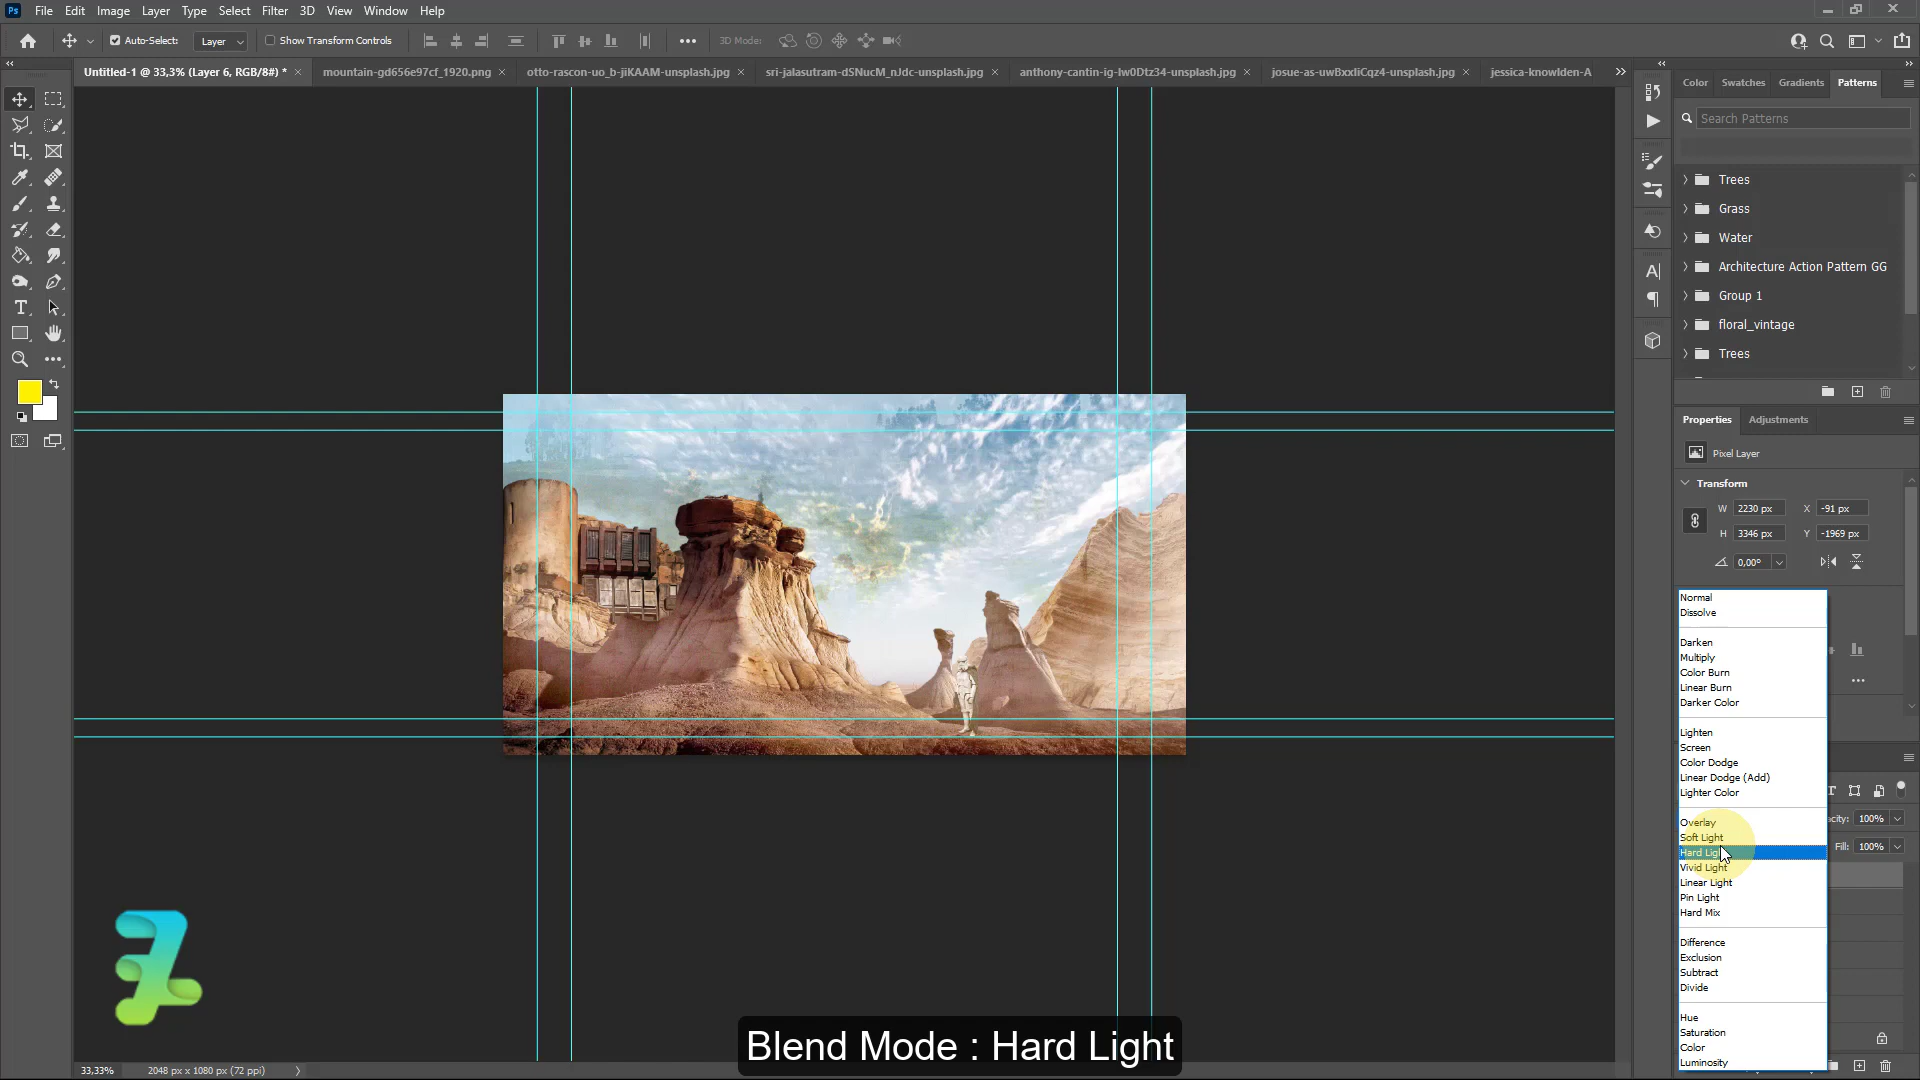 Ps File Edit Image Layer Type Select Filter 3D View Window Help
Auto-Select: Layer Show Transform Controls 3D Mode:
Untitled-1 @ 33,3% (Layer 6, RGB/8#) * × mountain-gd656e97cf_1920.png × otto-rascon-uo_b-jiKAAM-unsplash.jpg × sri-jalasutram-dSNucM_nJdc-unsplash.jpg × anthony-cantin-ig-lw0Dtz34-unsplash.jpg × josue-as-uwBxxliCqz4-unsplash.jpg × jessica-knowlden-A
Color Swatches Gradients Patterns
Search Patterns
Trees
Grass
Water
Architecture Action Pattern GG
Group 1
floral_vintage
Trees
Properties Adjustments
Pixel Layer
Transform
W 2230 px X -91 px
H 3346 px Y -1969 px
0,00°
Normal
Dissolve
Darken
Multiply
Color Burn
Linear Burn
Darker Color
Lighten
Screen
Color Dodge
Linear Dodge (Add)
Lighter Color
Overlay
acity: 100%
Soft Light
Hard Light
Fill: 100%
Vivid Light
Linear Light
Pin Light
Hard Mix
Difference
Exclusion
Subtract
Divide
Hue
Saturation
Color
Luminosity
Blend Mode : Hard Light
33,33% 2048 px x 1080 px (72 ppi)